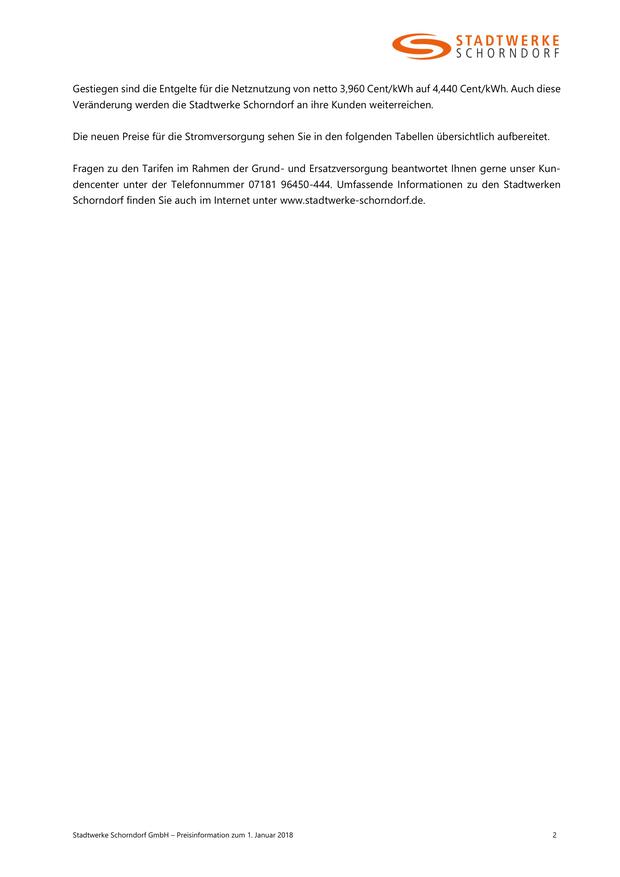 STADTWERKE
SCHORNDORF
Gestiegen sind die Entgelte für die Netznutzung von netto 3,960 Cent/kWh auf 4,440 Cent/kWh. Auch diese
Veränderung werden die Stadtwerke Schorndorf an ihre Kunden weiterreichen.
Die neuen Preise für die Stromversorgung sehen Sie in den folgenden Tabellen übersichtlich aufbereitet.
Fragen zu den Tarifen im Rahmen der Grund- und Ersatzversorgung beantwortet Ihnen gerne unser Kun-
dencenter unter der Telefonnummer 07181 96450-444. Umfassende Informationen zu den Stadtwerken
Schorndorf finden Sie auch im Internet unter www.stadtwerke-schorndorf.de.
Stadtwerke Schorndorf GmbH – Preisinformation zum 1. Januar 2018 2